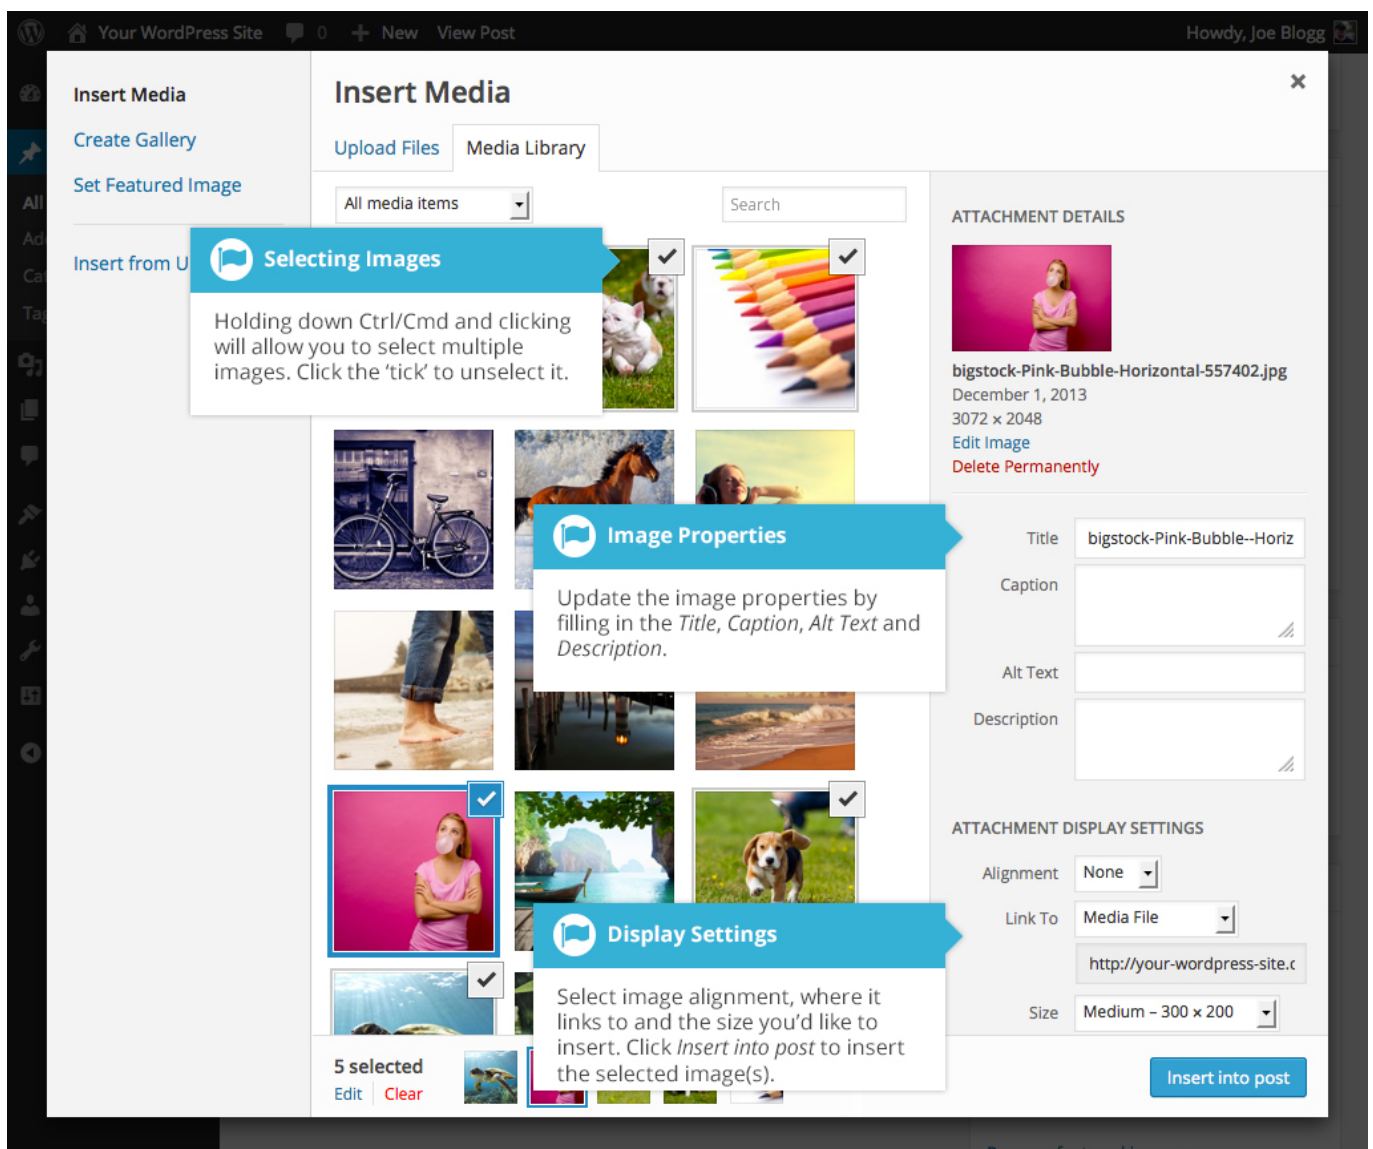 Your WordPress Site 0 New View Post Howdy, Joe Blogg
Insert Media
Create Gallery
Set Featured Image
Insert from U
Insert Media
Upload Files Media Library
All media items Search
Selecting Images
Holding down Ctrl/Cmd and clicking
will allow you to select multiple
images. Click the ‘tick’ to unselect it.
Image Properties
Update the image properties by
filling in the Title, Caption, Alt Text and
Description.
Display Settings
Select image alignment, where it
links to and the size you’d like to
insert. Click Insert into post to insert
the selected image(s).
ATTACHMENT DETAILS
bigstock-Pink-Bubble-Horizontal-557402.jpg
December 1, 2013
3072 × 2048
Edit Image
Delete Permanently
Title bigstock-Pink-Bubble--Horiz
Caption
Alt Text
Description
ATTACHMENT DISPLAY SETTINGS
Alignment None
Link To Media File
http://your-wordpress-site.c
Size Medium – 300 × 200
5 selected
Edit Clear
Insert into post
All
Ad
Cat
Tag